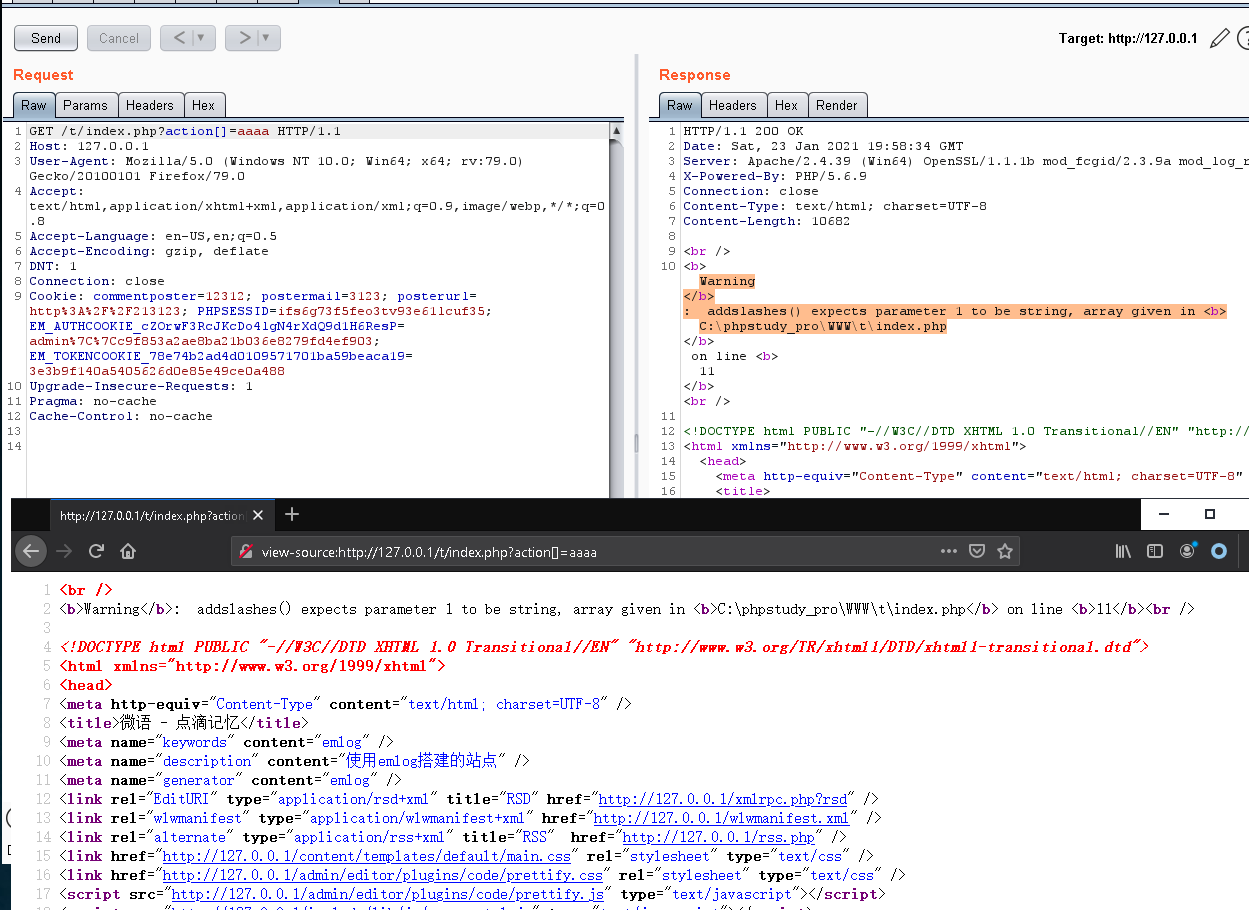 Send
Cancel
<
>
Target: http://127.0.0.1
?
Request
Response
Raw
Params
Headers
Hex
Raw
Headers
Hex
Render
1 GET /t/index.php?action[]=aaaa HTTP/1.1
2 Host: 127.0.0.1
3 User-Agent: Mozilla/5.0 (Windows NT 10.0; Win64; x64; rv:79.0)
Gecko/20100101 Firefox/79.0
4 Accept:
text/html,application/xhtml+xml,application/xml;q=0.9,image/webp,*/*;q=0
.8
5 Accept-Language: en-US,en;q=0.5
6 Accept-Encoding: gzip, deflate
7 DNT: 1
8 Connection: close
9 Cookie: commentposter=12312; postermail=3123; posterurl=
http%3A%2F%2F213123; PHPSESSID=ifs6g73f5feo3tv93e61lcuf35;
EM_AUTHCOOKIE_cZOrwF3RcJKcDo41gN4rXdQ9d1H6ResP=
admin%7C%7Cc9f853a2ae8ba21b036e8279fd4ef903;
EM_TOKENCOOKIE_78e74b2ad4d0109571701ba59beaca19=
3e3b9f140a5405626d0e85e49ce0a488
10 Upgrade-Insecure-Requests: 1
11 Pragma: no-cache
12 Cache-Control: no-cache
13
14
1 HTTP/1.1 200 OK
2 Date: Sat, 23 Jan 2021 19:58:34 GMT
3 Server: Apache/2.4.39 (Win64) OpenSSL/1.1.1b mod_fcgid/2.3.9a mod_log_r
4 X-Powered-By: PHP/5.6.9
5 Connection: close
6 Content-Type: text/html; charset=UTF-8
7 Content-Length: 10682
8
9 <br />
10 <b>
Warning
</b>
:  addslashes() expects parameter 1 to be string, array given in <b>
C:\phpstudy_pro\WWW\t\index.php
</b>
on line <b>
11
</b>
<br />
11
12 <!DOCTYPE html PUBLIC "-//W3C//DTD XHTML 1.0 Transitional//EN" "http://
13 <html xmlns="http://www.w3.org/1999/xhtml">
14 <head>
15 <meta http-equiv="Content-Type" content="text/html; charset=UTF-8"
16 <title>
http://127.0.0.1/t/index.php?action
view-source:http://127.0.0.1/t/index.php?action[]=aaaa
1 <br />
2 <b>Warning</b>:  addslashes() expects parameter 1 to be string, array given in <b>C:\phpstudy_pro\WWW\t\index.php</b> on line <b>11</b><br />
3
4 <!DOCTYPE html PUBLIC "-//W3C//DTD XHTML 1.0 Transitional//EN" "http://www.w3.org/TR/xhtml1/DTD/xhtml1-transitional.dtd">
5 <html xmlns="http://www.w3.org/1999/xhtml">
6 <head>
7 <meta http-equiv="Content-Type" content="text/html; charset=UTF-8" />
8 <title>微语 - 点滴记忆</title>
9 <meta name="keywords" content="emlog" />
10 <meta name="description" content="使用emlog搭建的站点" />
11 <meta name="generator" content="emlog" />
12 <link rel="EditURI" type="application/rsd+xml" title="RSD" href="http://127.0.0.1/xmlrpc.php?rsd" />
13 <link rel="wlwmanifest" type="application/wlwmanifest+xml" href="http://127.0.0.1/wlwmanifest.xml" />
14 <link rel="alternate" type="application/rss+xml" title="RSS"  href="http://127.0.0.1/rss.php" />
15 <link href="http://127.0.0.1/content/templates/default/main.css" rel="stylesheet" type="text/css" />
16 <link href="http://127.0.0.1/admin/editor/plugins/code/prettify.css" rel="stylesheet" type="text/css" />
17 <script src="http://127.0.0.1/admin/editor/plugins/code/prettify.js" type="text/javascript"></script>